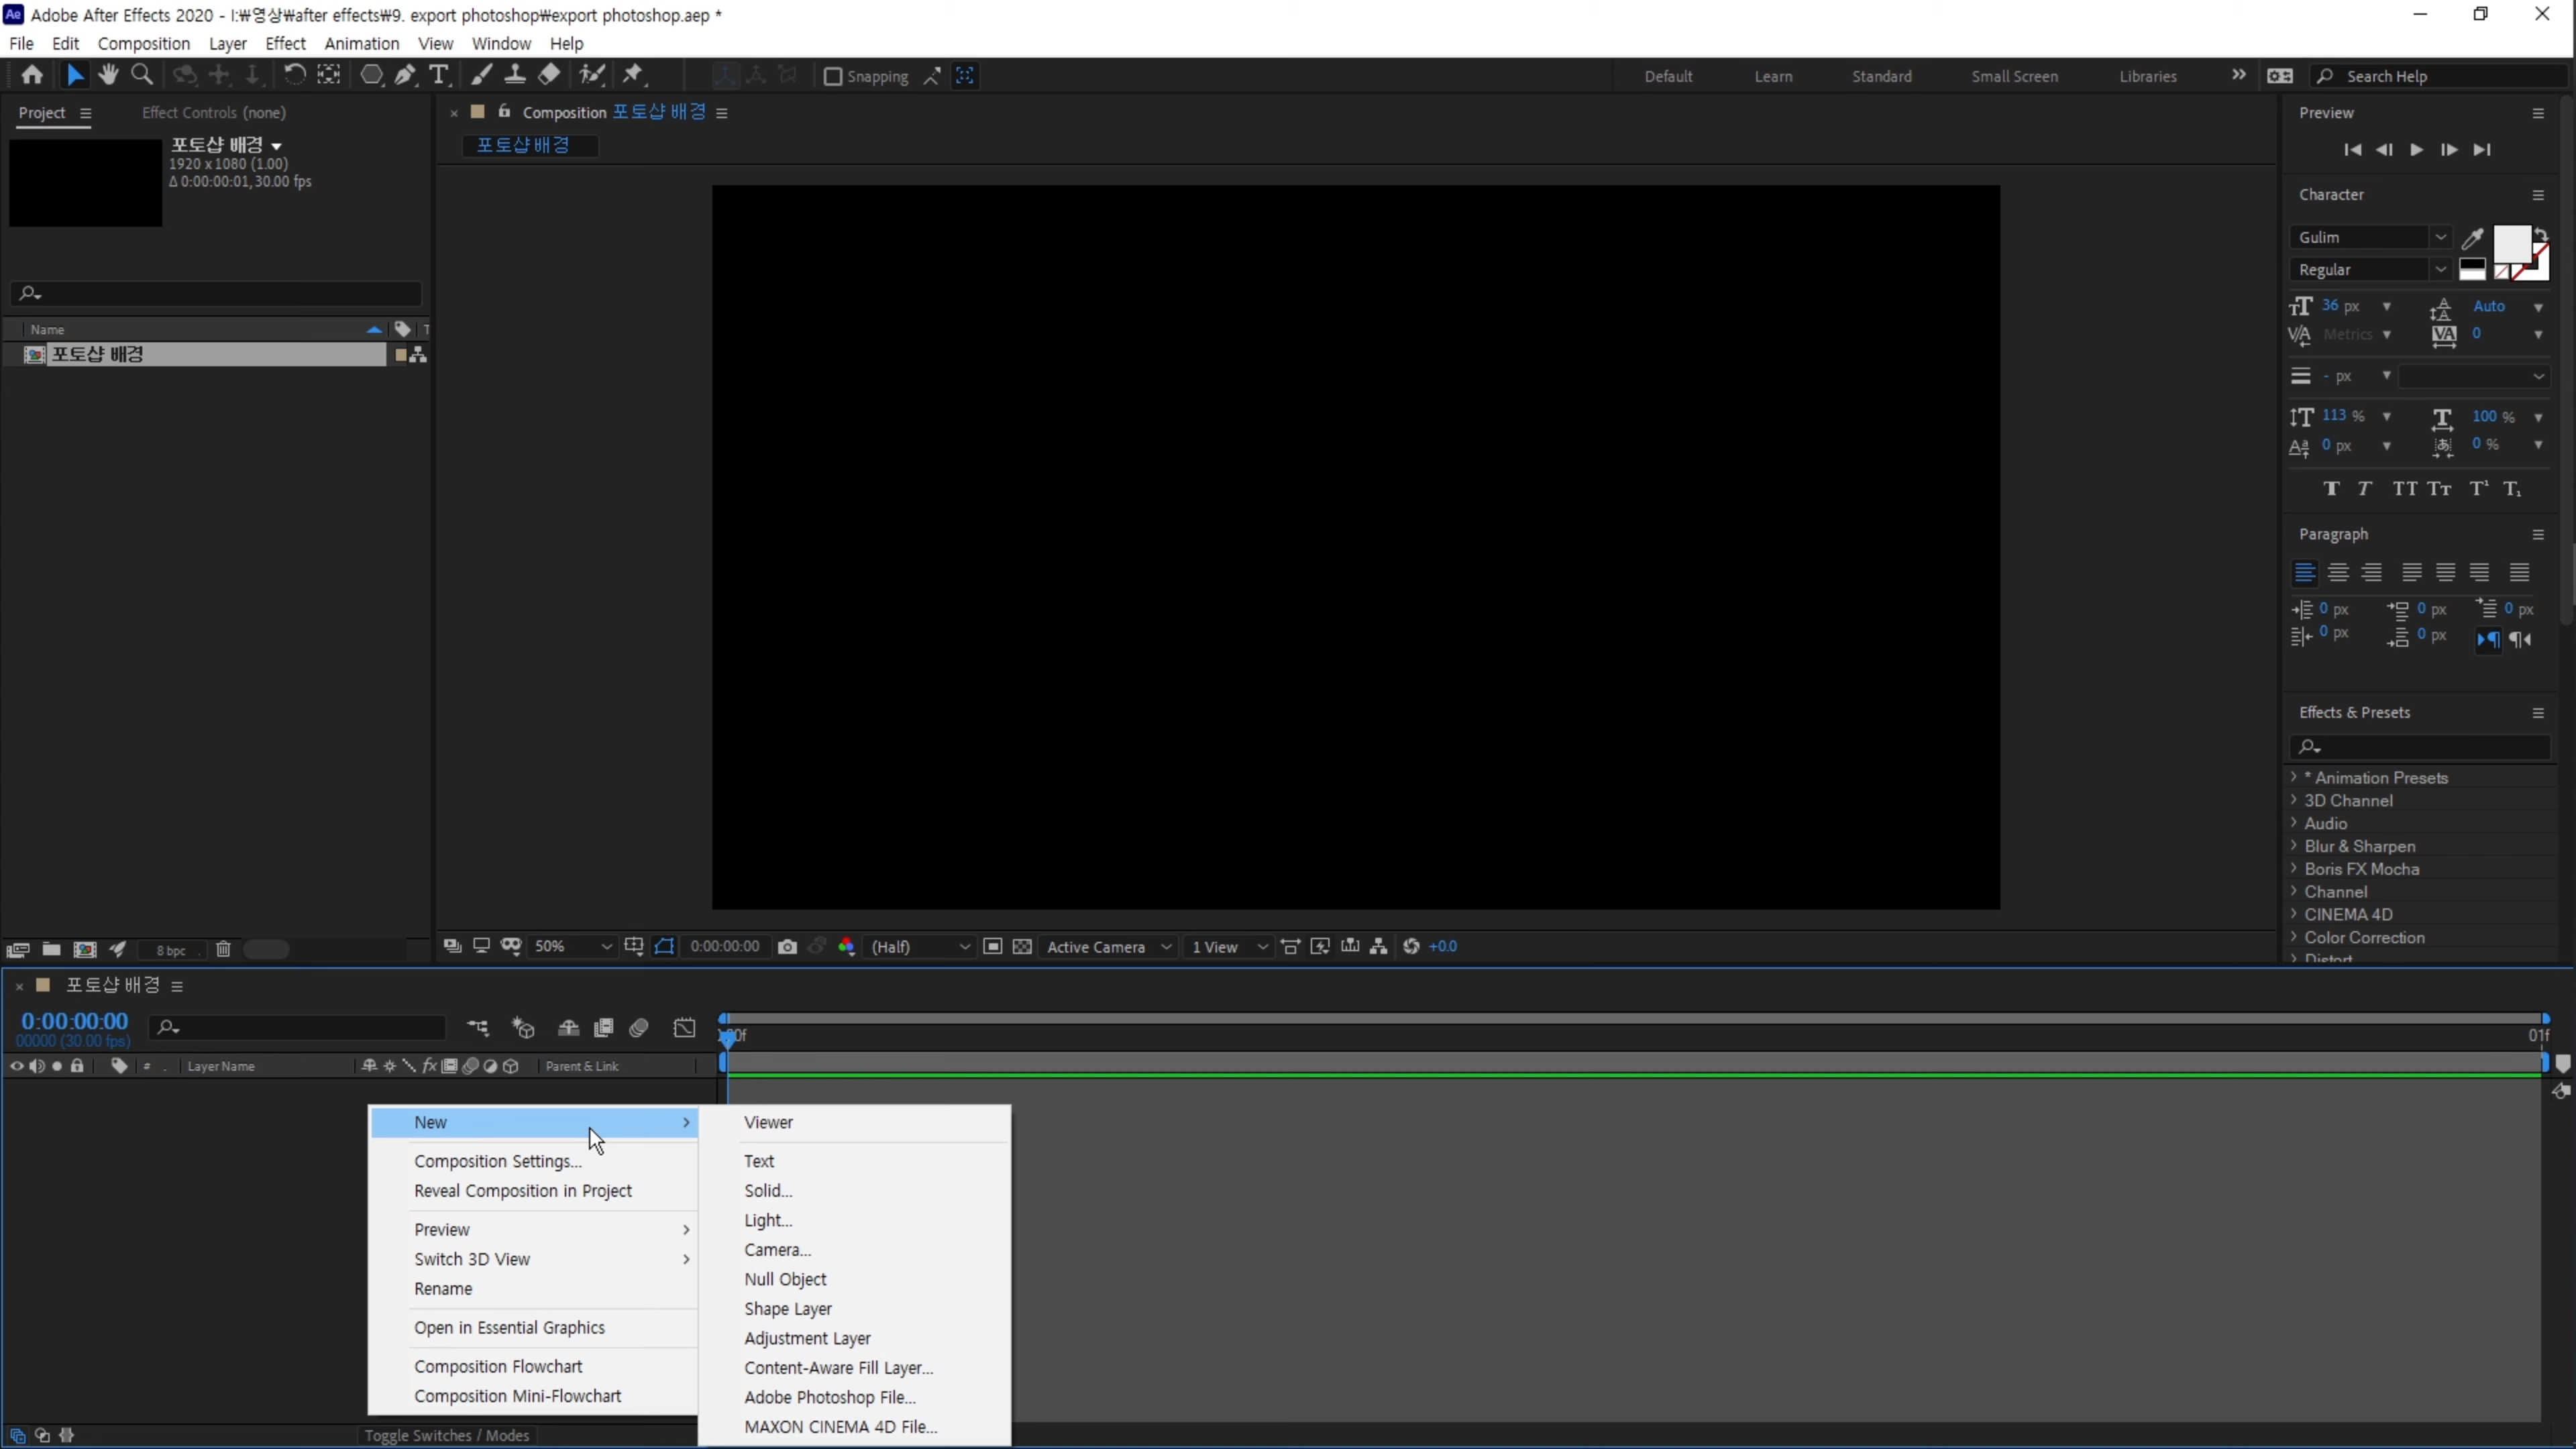 Adobe After Effects 2020 - I:₩영상₩after effects₩9. export photoshop₩export photoshop.aep *
File Edit Composition Layer Effect Animation View Window Help
Snapping
Default Learn Standard Small Screen Libraries Search Help
Project Effect Controls (none)
포토샵 배경
1920 x 1080 (1.00)
Δ 0:00:00:01, 30.00 fps
Name T
포토샵 배경
8 bpc
Composition 포토샵 배경
포토샵 배경
50% 0:00:00:00 (Half) Active Camera 1 View +0.0
Preview
Character
Gulim
Regular
36 px Auto
Metrics 0
- px
113 % 100 %
0 px 0 %
Paragraph
0 px 0 px 0 px
0 px 0 px
Effects & Presets
* Animation Presets
3D Channel
Audio
Blur & Sharpen
Boris FX Mocha
Channel
CINEMA 4D
Color Correction
Distort
포토샵 배경
0:00:00:00
00000 (30.00 fps)
00f 01f
# . Layer Name fx Parent & Link
New
Composition Settings...
Reveal Composition in Project
Preview
Switch 3D View
Rename
Open in Essential Graphics
Composition Flowchart
Composition Mini-Flowchart
Viewer
Text
Solid...
Light...
Camera...
Null Object
Shape Layer
Adjustment Layer
Content-Aware Fill Layer...
Adobe Photoshop File...
MAXON CINEMA 4D File...
Toggle Switches / Modes